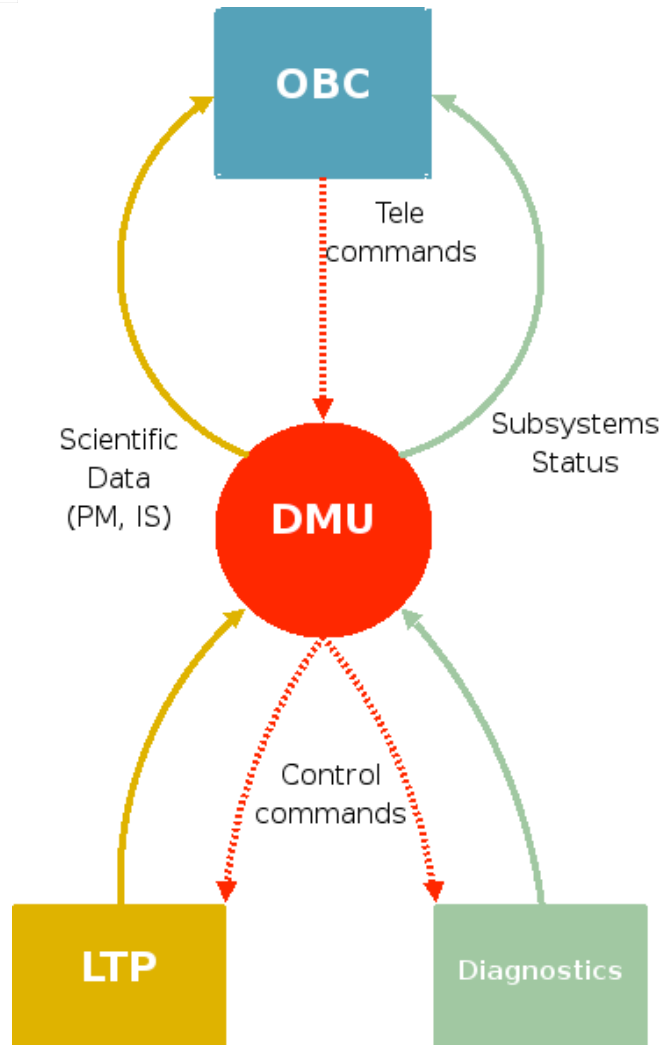 OBC
Tele
commands
Scientific
Data
(PM, IS)
Subsystems
Status
DMU
Control
commands
LTP
Diagnostics